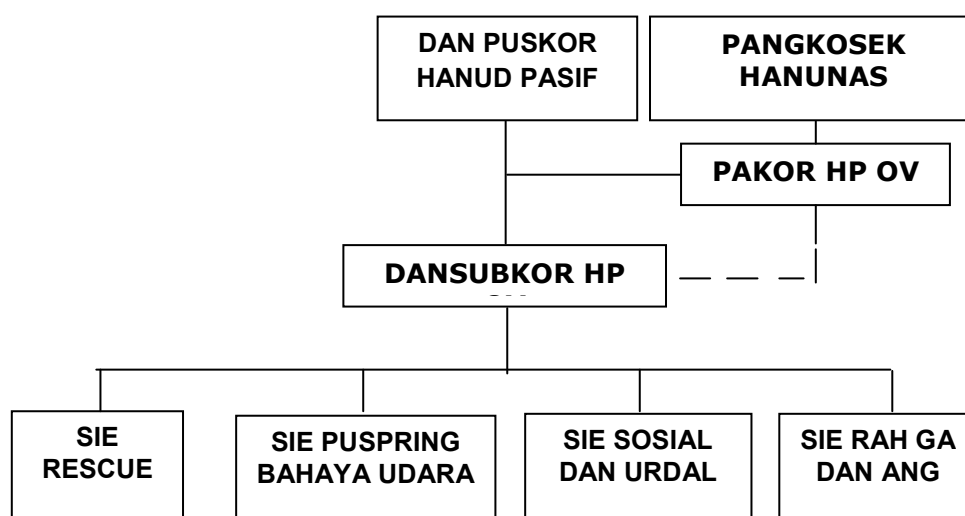 DAN PUSKOR
HANUD PASIF
PANGKOSEK
HANUNAS
PAKOR HP OV
DANSUBKOR HP
SIE
RESCUE
SIE PUSPRING
BAHAYA UDARA
SIE SOSIAL
DAN URDAL
SIE RAH GA
DAN ANG